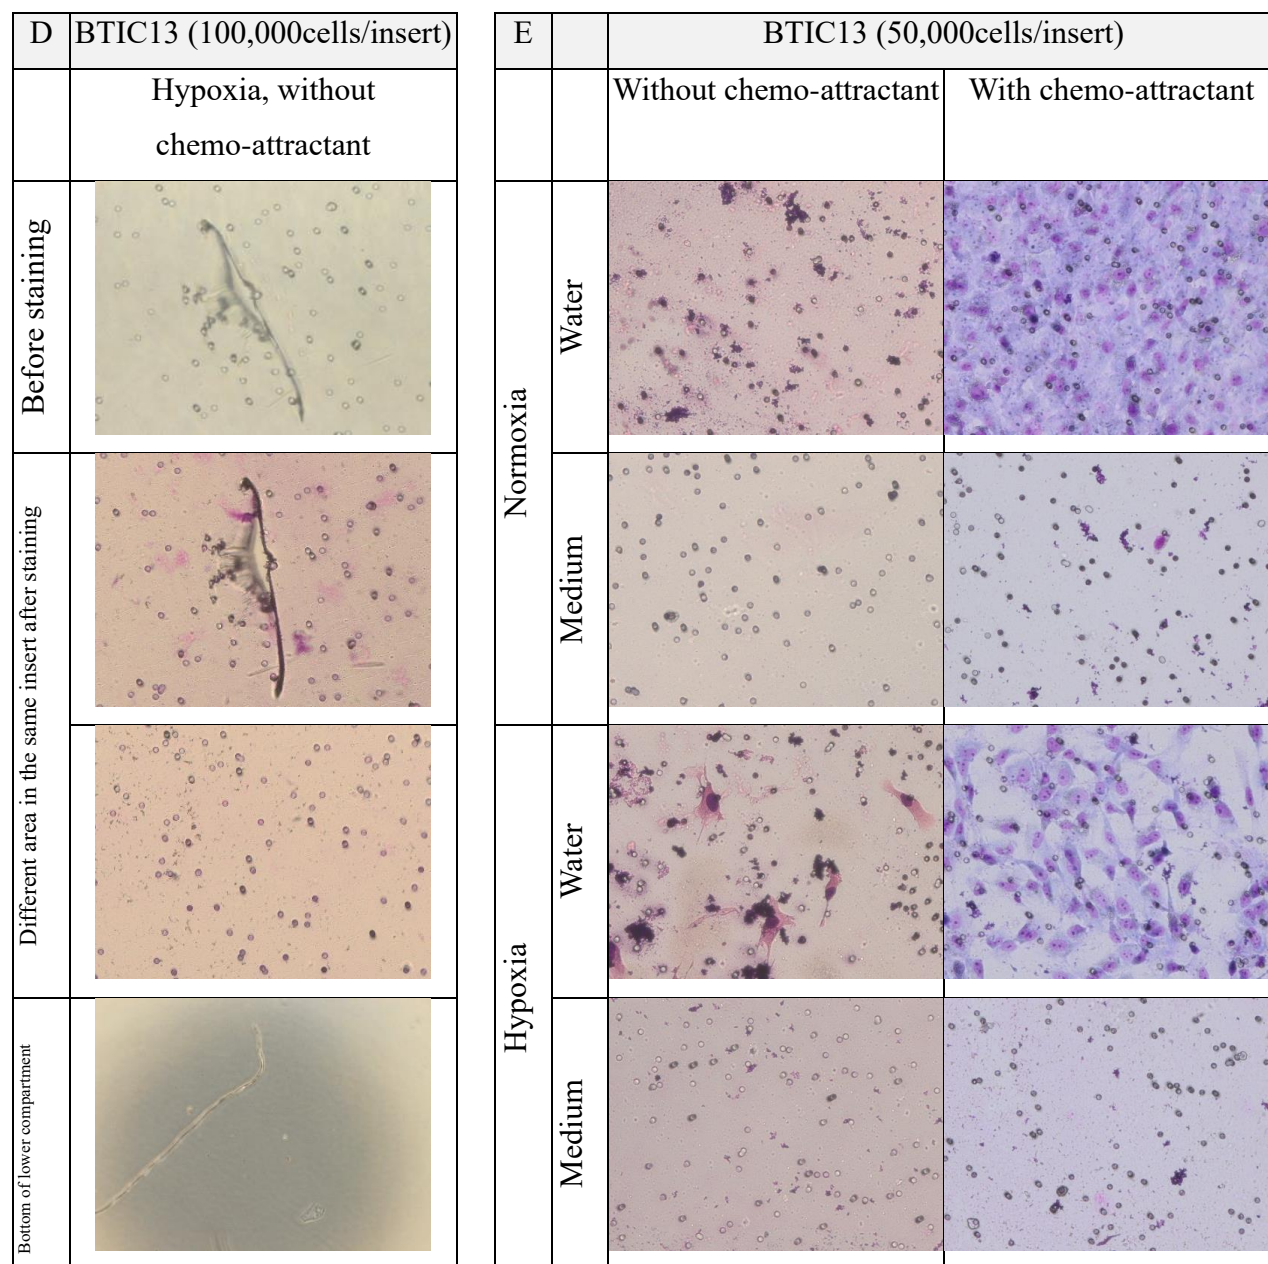 D
BTIC13 (100,000cells/insert)
Hypoxia, without
chemo-attractant
Before staining
Different area in the same insert after staining
Bottom of lower compartment
E
BTIC13 (50,000cells/insert)
Without chemo-attractant
With chemo-attractant
Normoxia
Water
Medium
Hypoxia
Water
Medium